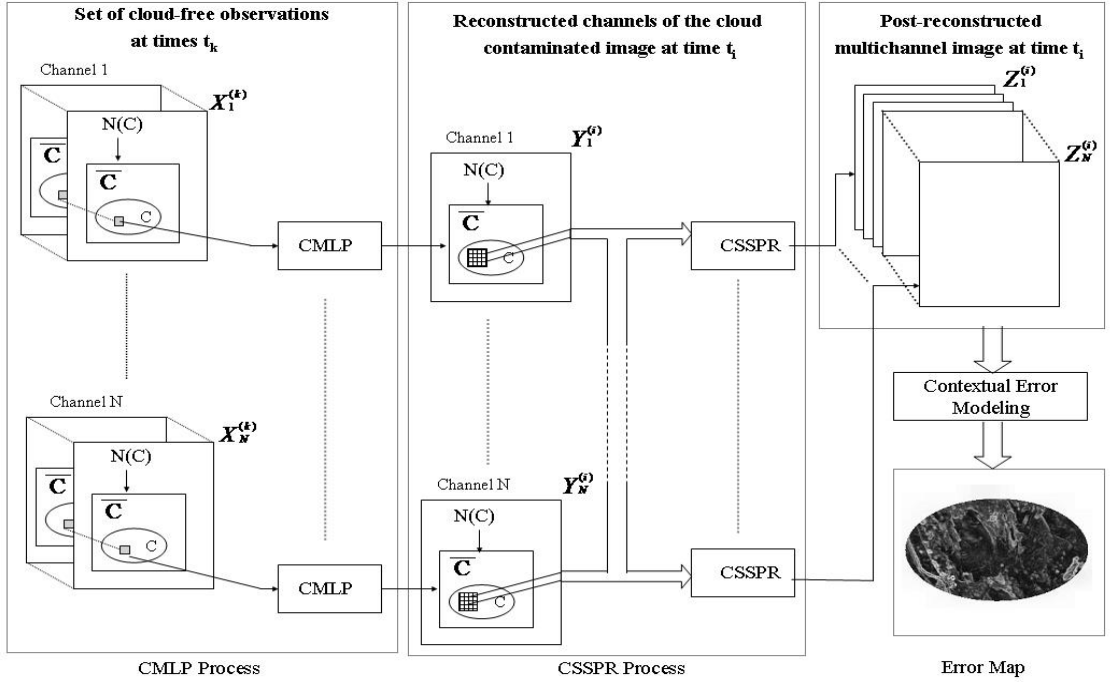 Set of cloud-free observations
at times tk
Channel 1
X1(k)
N(C)
C
C
C
CMLP
Channel N
XN(k)
N(C)
C
C
C
CMLP
CMLP Process
Reconstructed channels of the cloud
contaminated image at time ti
Channel 1
Y1(i)
N(C)
C
C
CSSPR
Channel N
YN(i)
N(C)
C
C
CSSPR
CSSPR Process
Post-reconstructed
multichannel image at time ti
Z1(i)
ZN(i)
Contextual Error
Modeling
Error Map